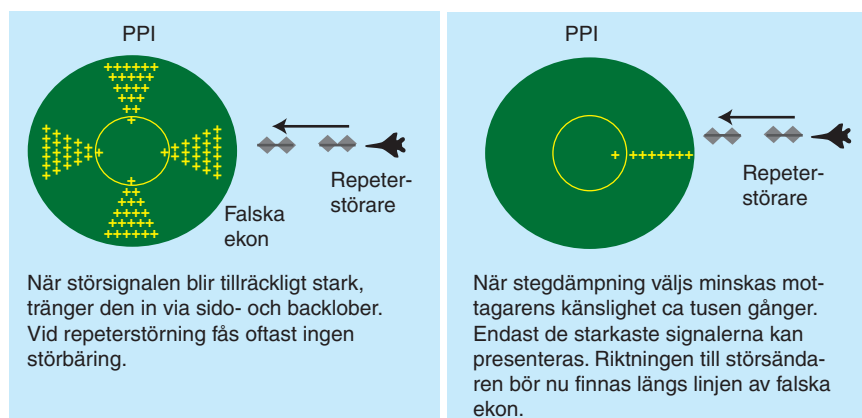 PPI
Repeter-
störare
Falska
ekon
När störsignalen blir tillräckligt stark,
tränger den in via sido- och backlober.
Vid repeterstörning fås oftast ingen
störbäring.
PPI
Repeter-
störare
När stegdämpning väljs minskas mot-
tagarens känslighet ca tusen gånger.
Endast de starkaste signalerna kan
presenteras. Riktningen till störsända-
ren bör nu finnas längs linjen av falska
ekon.